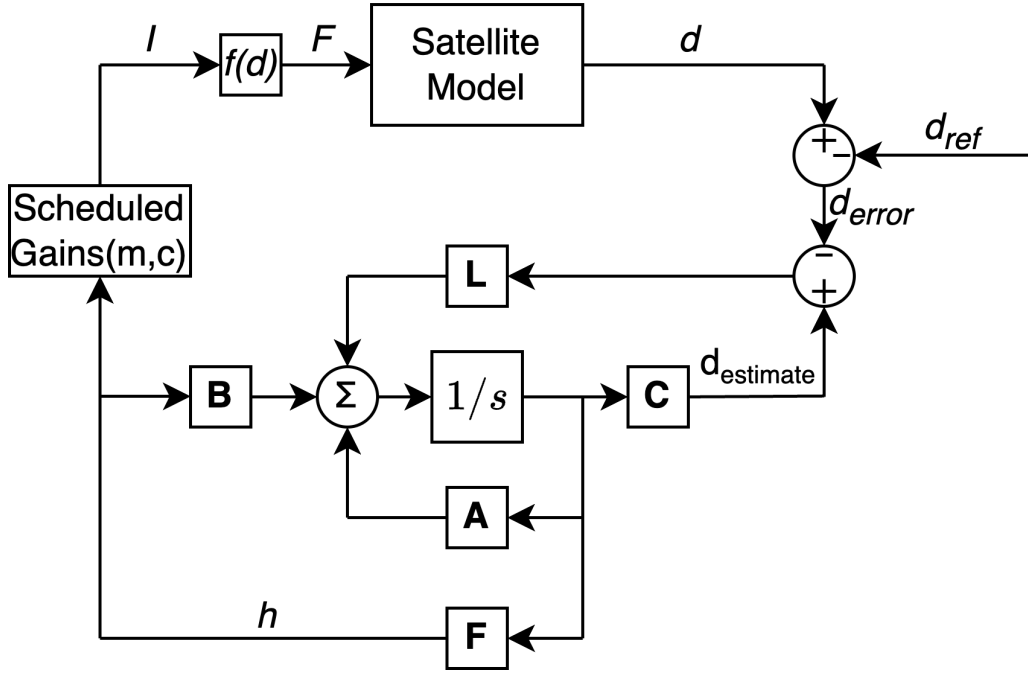 I
F
Satellite
Model
d
f(d)
+
-
d_ref
d_error
Scheduled
Gains(m,c)
L
-
+
B
Σ
1/s
C
d_estimate
A
h
F